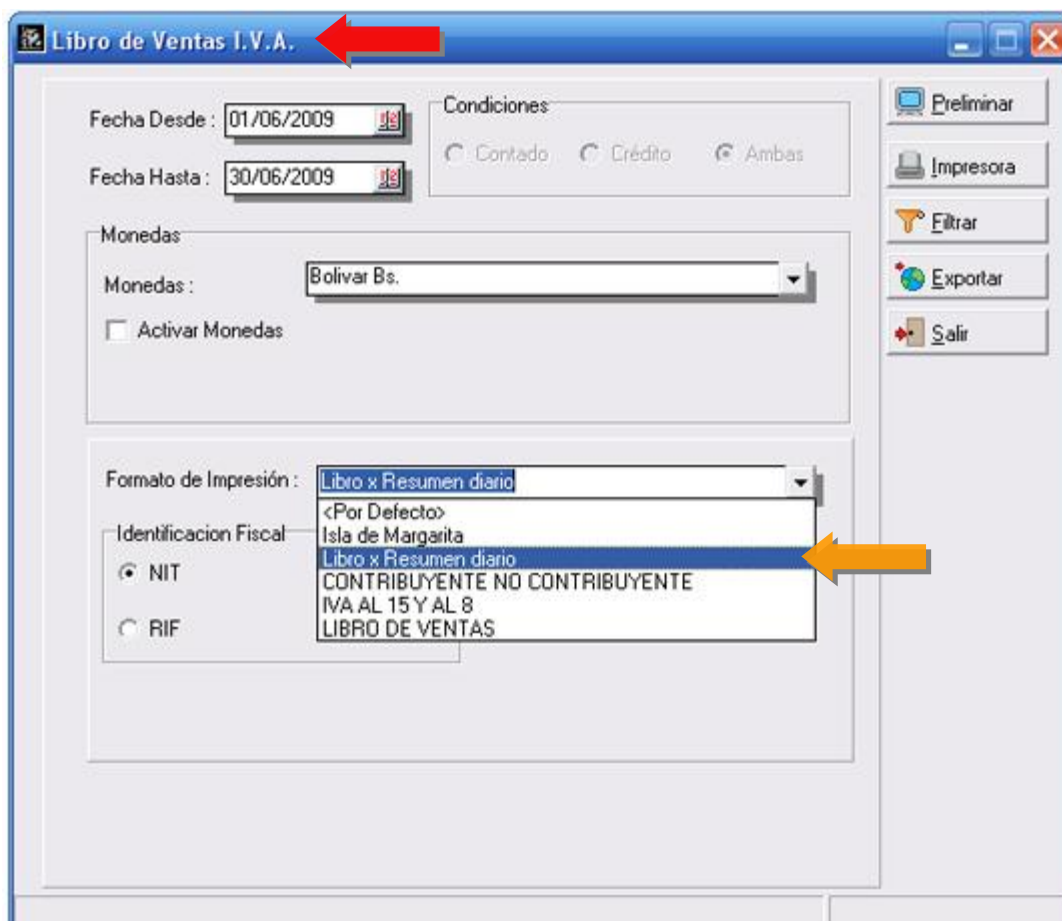 Libro de Ventas I.V.A.
Fecha Desde : 01/06/2009
Fecha Hasta : 30/06/2009
Condiciones
Contado Crédito Ambas
Monedas
Monedas : Bolivar Bs.
Activar Monedas
Formato de Impresión : Libro x Resumen diario
<Por Defecto>
Isla de Margarita
Libro x Resumen diario
CONTRIBUYENTE NO CONTRIBUYENTE
IVA AL 15 Y AL 8
LIBRO DE VENTAS
Identificacion Fiscal
NIT
RIF
Preliminar
Impresora
Filtrar
Exportar
Salir